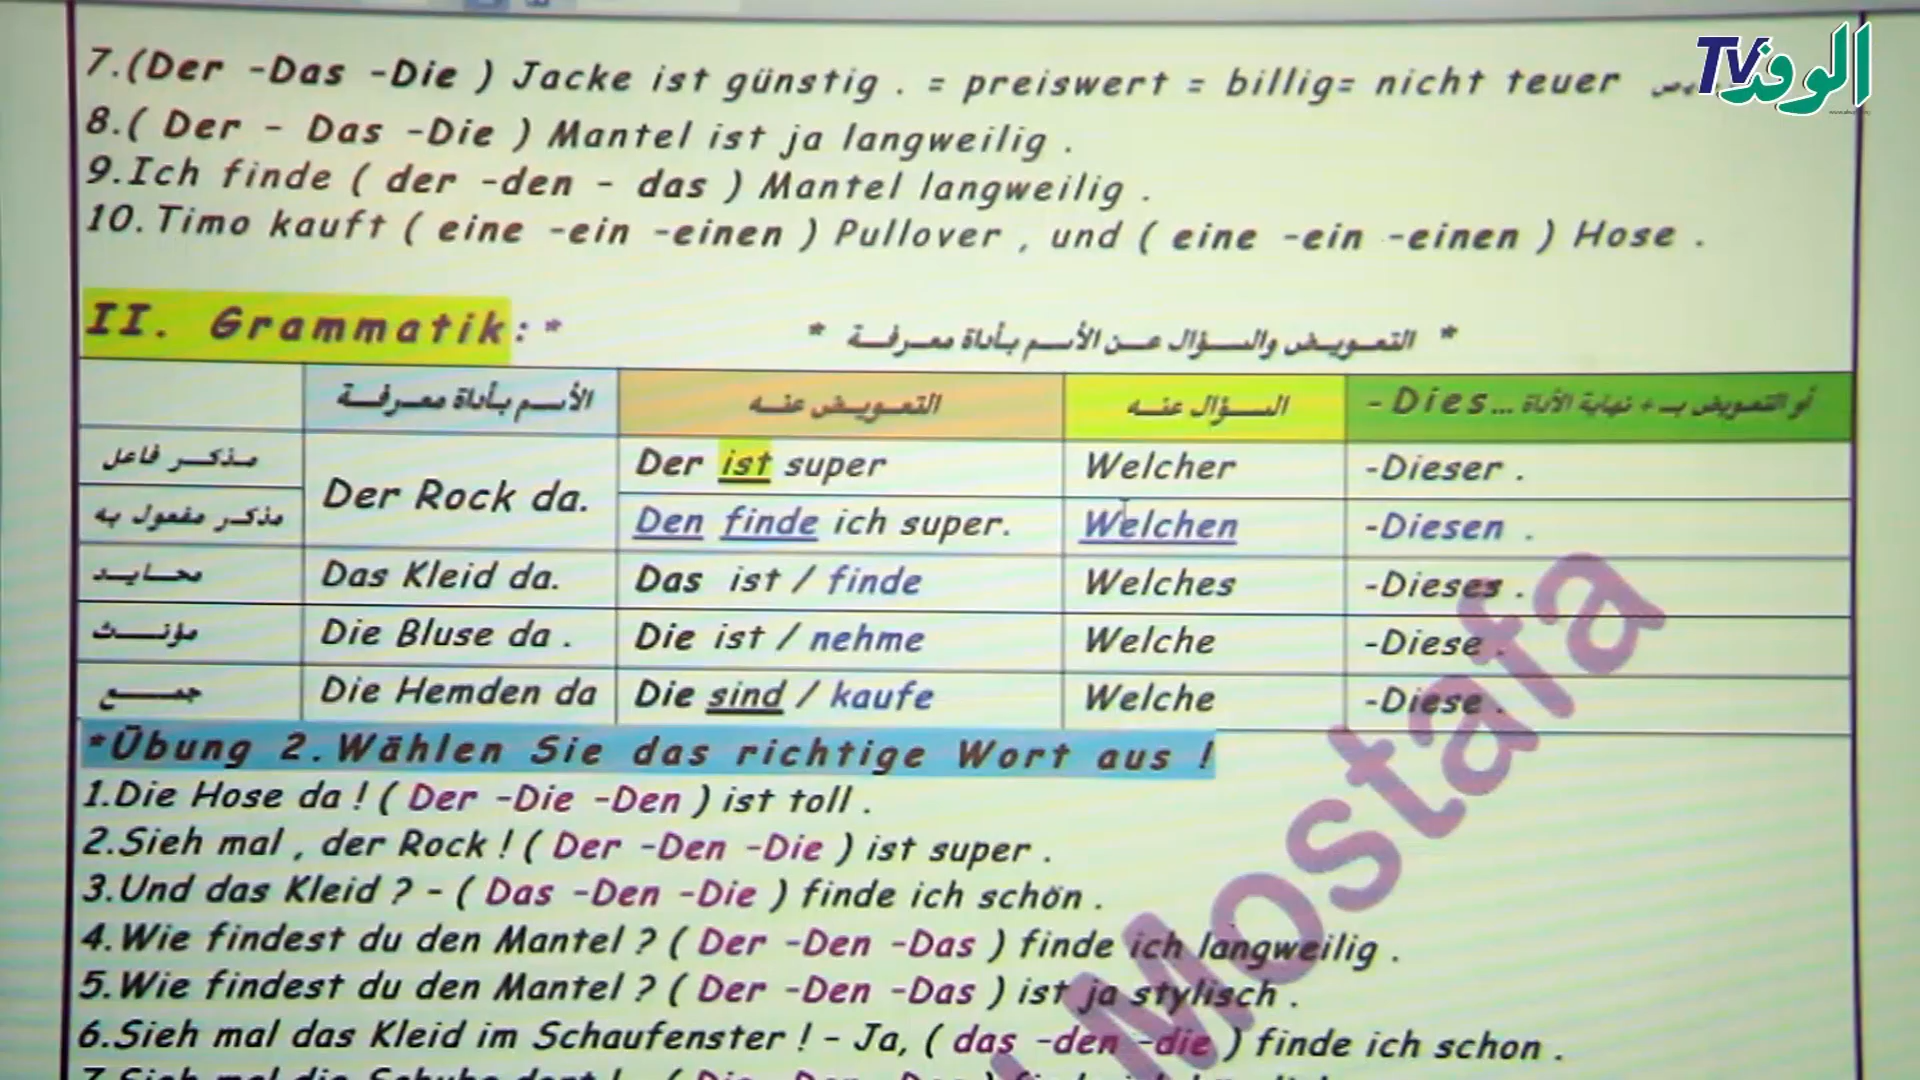 7.(Der -Das -Die ) Jacke ist günstig . = preiswert = billig= nicht teuer
TV الوفد
8.( Der - Das -Die ) Mantel ist ja langweilig .
9.Ich finde ( der -den - das ) Mantel langweilig .
10.Timo kauft ( eine -ein -einen ) Pullover , und ( eine -ein -einen ) Hose .
II. Grammatik:*
* التعويض والسؤال عن الأسم بأداة معرفة *
الأسم بأداة معرفة التعويض عنه السؤال عنه أو التعويض بـ + نهاية الأداة ...Dies -
مذكر فاعل Der Rock da. Der ist super Welcher -Dieser .
مذكر مفعول به Den finde ich super. Welchen -Diesen .
محايد Das Kleid da. Das ist / finde Welches -Dieses .
مؤنث Die Bluse da . Die ist / nehme Welche -Diese .
جمع Die Hemden da Die sind / kaufe Welche -Diese .
*Übung 2.Wählen Sie das richtige Wort aus !
1.Die Hose da ! ( Der -Die -Den ) ist toll .
2.Sieh mal , der Rock ! ( Der -Den -Die ) ist super .
3.Und das Kleid ? - ( Das -Den -Die ) finde ich schön .
4.Wie findest du den Mantel ? ( Der -Den -Das ) finde ich langweilig .
5.Wie findest du den Mantel ? ( Der -Den -Das ) ist ja stylisch .
6.Sieh mal das Kleid im Schaufenster ! - Ja, ( das -den -die ) finde ich schon .
Mostafa